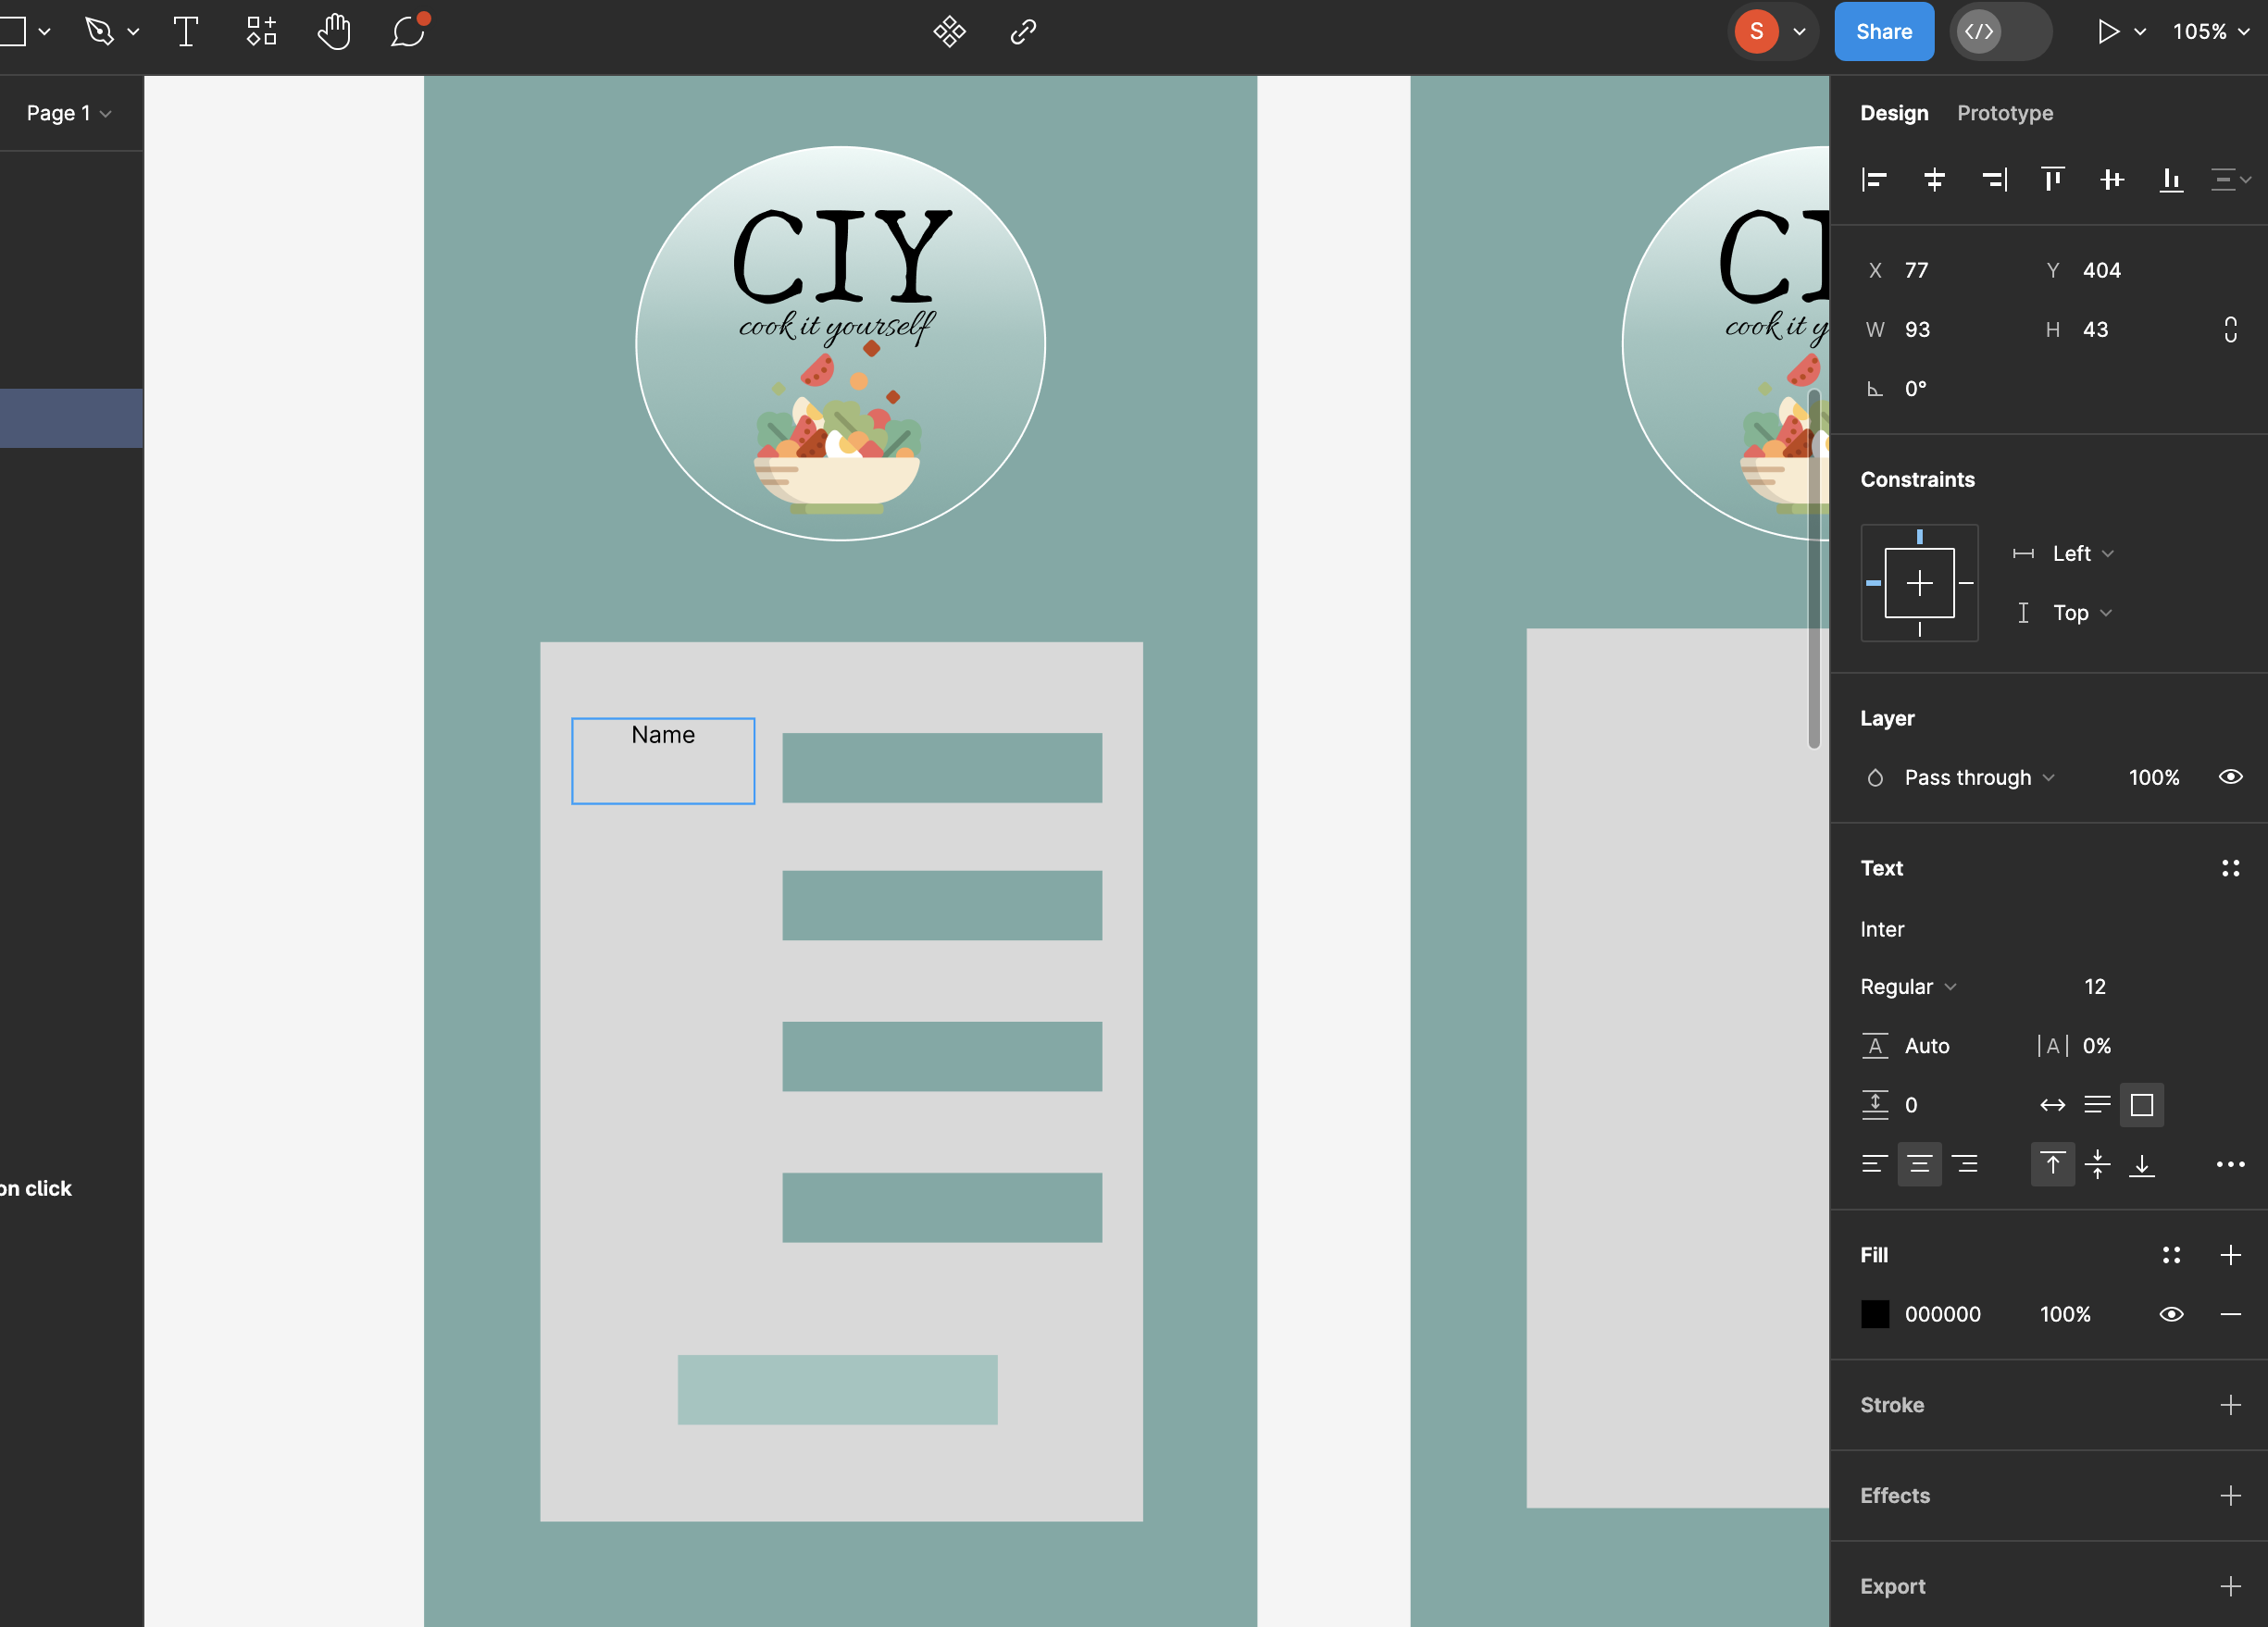 S
Share
</>
105%
Page 1
Design
Prototype
CIY
cook it yourself
CI
cook it y
X 77
Y 404
W 93
H 43
0°
Constraints
Left
Top
Name
Layer
Pass through
100%
Text
Inter
Regular
12
A Auto
|A| 0%
0
on click
Fill
000000
100%
Stroke
Effects
Export